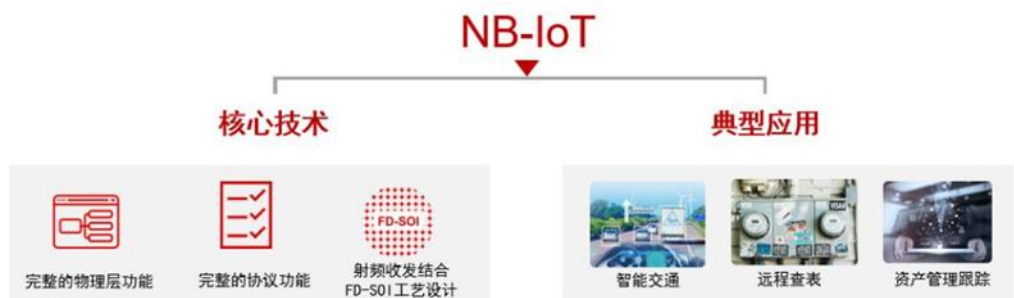 NB-IoT
核心技术
典型应用
FD-SOI
完整的物理层功能
完整的协议功能
射频收发结合
FD-SOI工艺设计
智能交通
远程查表
资产管理跟踪